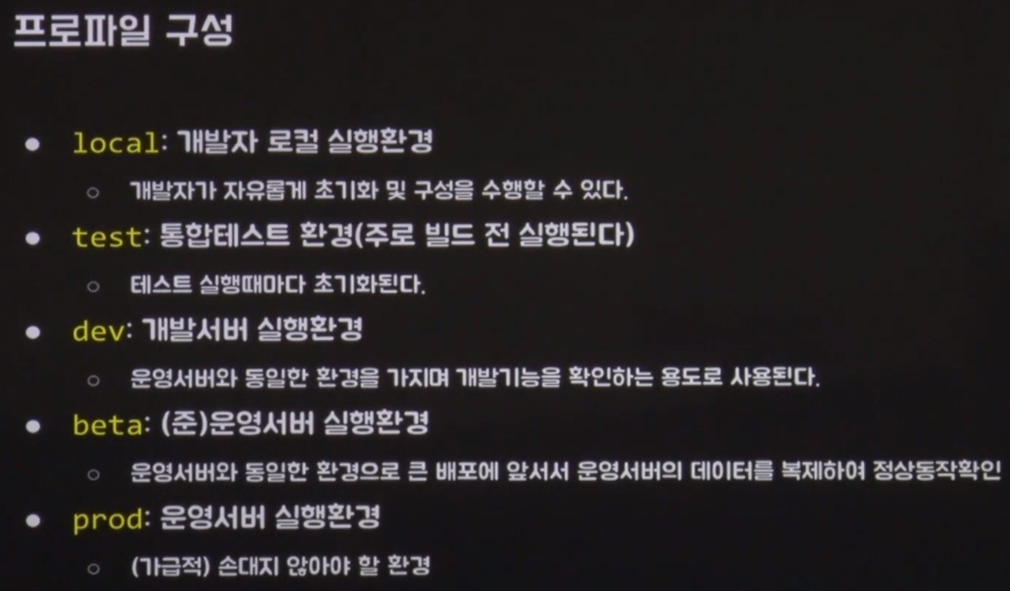 프로파일 구성
● local: 개발자 로컬 실행환경
○ 개발자가 자유롭게 초기화 및 구성을 수행할 수 있다.
● test: 통합테스트 환경(주로 빌드 전 실행된다)
○ 테스트 실행때마다 초기화된다.
● dev: 개발서버 실행환경
○ 운영서버와 동일한 환경을 가지며 개발기능을 확인하는 용도로 사용된다.
● beta: (준)운영서버 실행환경
○ 운영서버와 동일한 환경으로 큰 배포에 앞서서 운영서버의 데이터를 복제하여 정상동작확인
● prod: 운영서버 실행환경
○ (가급적) 손대지 않아야 할 환경